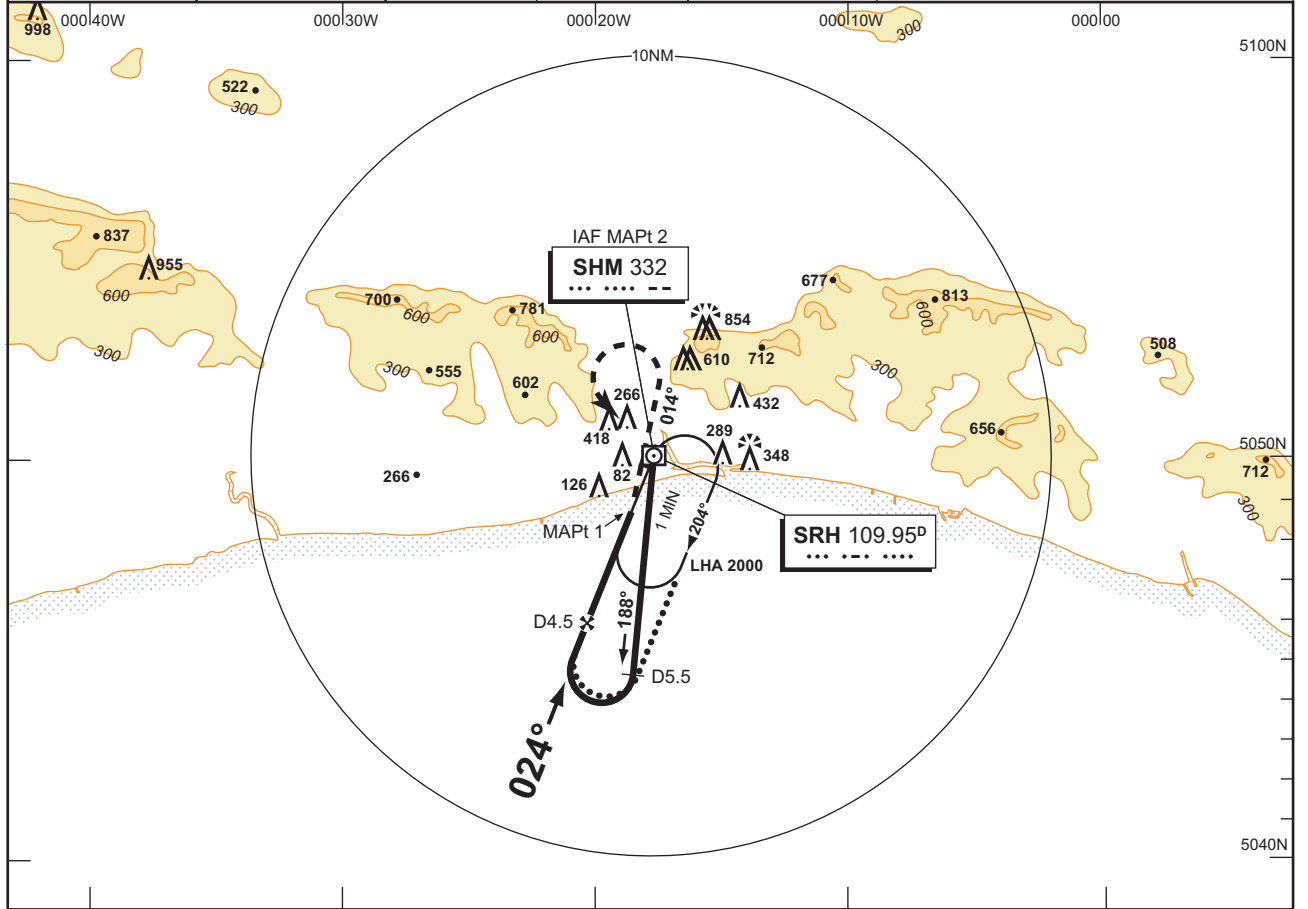 000 40W
000 30W
000 20W
000 10W
000 00
998
300
5100N
10NM
522
300
837
955
600
300
IAF MAPt 2
SHM 332
... .... --
700
600
781
600
300
555
602
677
813
600
854
610
712
300
508
432
266
418
014°
289
348
656
5050N
712
300
266
82
126
MAPt 1
1 MIN
204°
SRH 109.95D
... .-. ....
LHA 2000
D4.5
188°
D5.5
024°
5040N